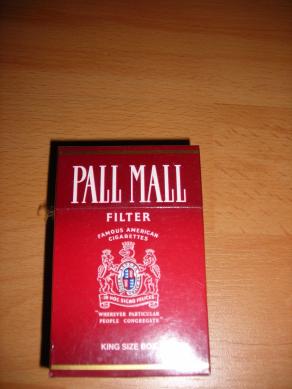 PALL MALL
FILTER
FAMOUS AMERICAN
CIGARETTES
IN HOC SIGNO VINCES
"WHEREVER PARTICULAR
PEOPLE CONGREGATE"
KING SIZE BOX